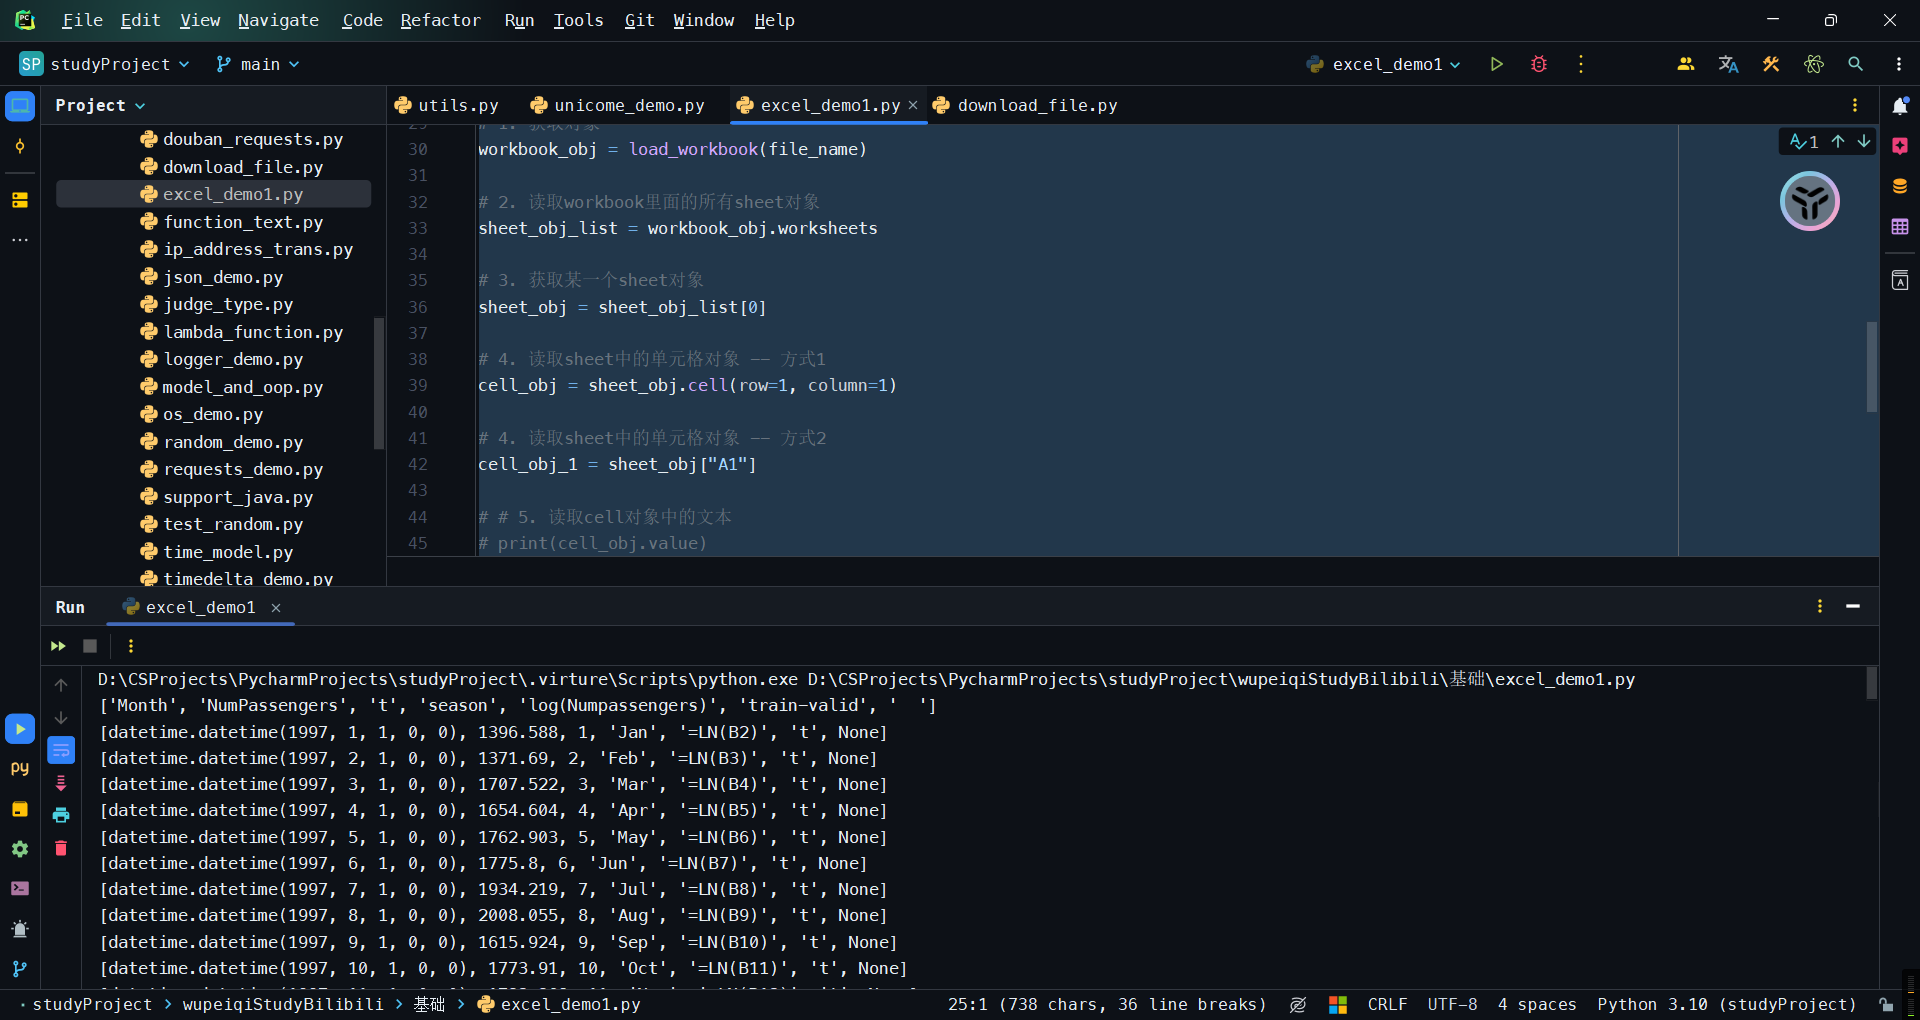 File Edit View Navigate Code Refactor Run Tools Git Window Help
SP studyProject main excel_demo1
Project
utils.py unicome_demo.py excel_demo1.py download_file.py
douban_requests.py
download_file.py
excel_demo1.py
function_text.py
ip_address_trans.py
json_demo.py
judge_type.py
lambda_function.py
logger_demo.py
model_and_oop.py
os_demo.py
random_demo.py
requests_demo.py
support_java.py
test_random.py
time_model.py
timedelta_demo.py
29 # 1. 获取对象
30 workbook_obj = load_workbook(file_name)
31
32 # 2. 读取workbook里面的所有sheet对象
33 sheet_obj_list = workbook_obj.worksheets
34
35 # 3. 获取某一个sheet对象
36 sheet_obj = sheet_obj_list[0]
37
38 # 4. 读取sheet中的单元格对象 -- 方式1
39 cell_obj = sheet_obj.cell(row=1, column=1)
40
41 # 4. 读取sheet中的单元格对象 -- 方式2
42 cell_obj_1 = sheet_obj["A1"]
43
44 # # 5. 读取cell对象中的文本
45 # print(cell_obj.value)
1
Run excel_demo1
D:\CSProjects\PycharmProjects\studyProject\.virture\Scripts\python.exe D:\CSProjects\PycharmProjects\studyProject\wupeiqiStudyBilibili\基础\excel_demo1.py
['Month', 'NumPassengers', 't', 'season', 'log(Numpassengers)', 'train-valid', '  ']
[datetime.datetime(1997, 1, 1, 0, 0), 1396.588, 1, 'Jan', '=LN(B2)', 't', None]
[datetime.datetime(1997, 2, 1, 0, 0), 1371.69, 2, 'Feb', '=LN(B3)', 't', None]
[datetime.datetime(1997, 3, 1, 0, 0), 1707.522, 3, 'Mar', '=LN(B4)', 't', None]
[datetime.datetime(1997, 4, 1, 0, 0), 1654.604, 4, 'Apr', '=LN(B5)', 't', None]
[datetime.datetime(1997, 5, 1, 0, 0), 1762.903, 5, 'May', '=LN(B6)', 't', None]
[datetime.datetime(1997, 6, 1, 0, 0), 1775.8, 6, 'Jun', '=LN(B7)', 't', None]
[datetime.datetime(1997, 7, 1, 0, 0), 1934.219, 7, 'Jul', '=LN(B8)', 't', None]
[datetime.datetime(1997, 8, 1, 0, 0), 2008.055, 8, 'Aug', '=LN(B9)', 't', None]
[datetime.datetime(1997, 9, 1, 0, 0), 1615.924, 9, 'Sep', '=LN(B10)', 't', None]
[datetime.datetime(1997, 10, 1, 0, 0), 1773.91, 10, 'Oct', '=LN(B11)', 't', None]
studyProject > wupeiqiStudyBilibili > 基础 > excel_demo1.py 25:1 (738 chars, 36 line breaks) CRLF UTF-8 4 spaces Python 3.10 (studyProject)